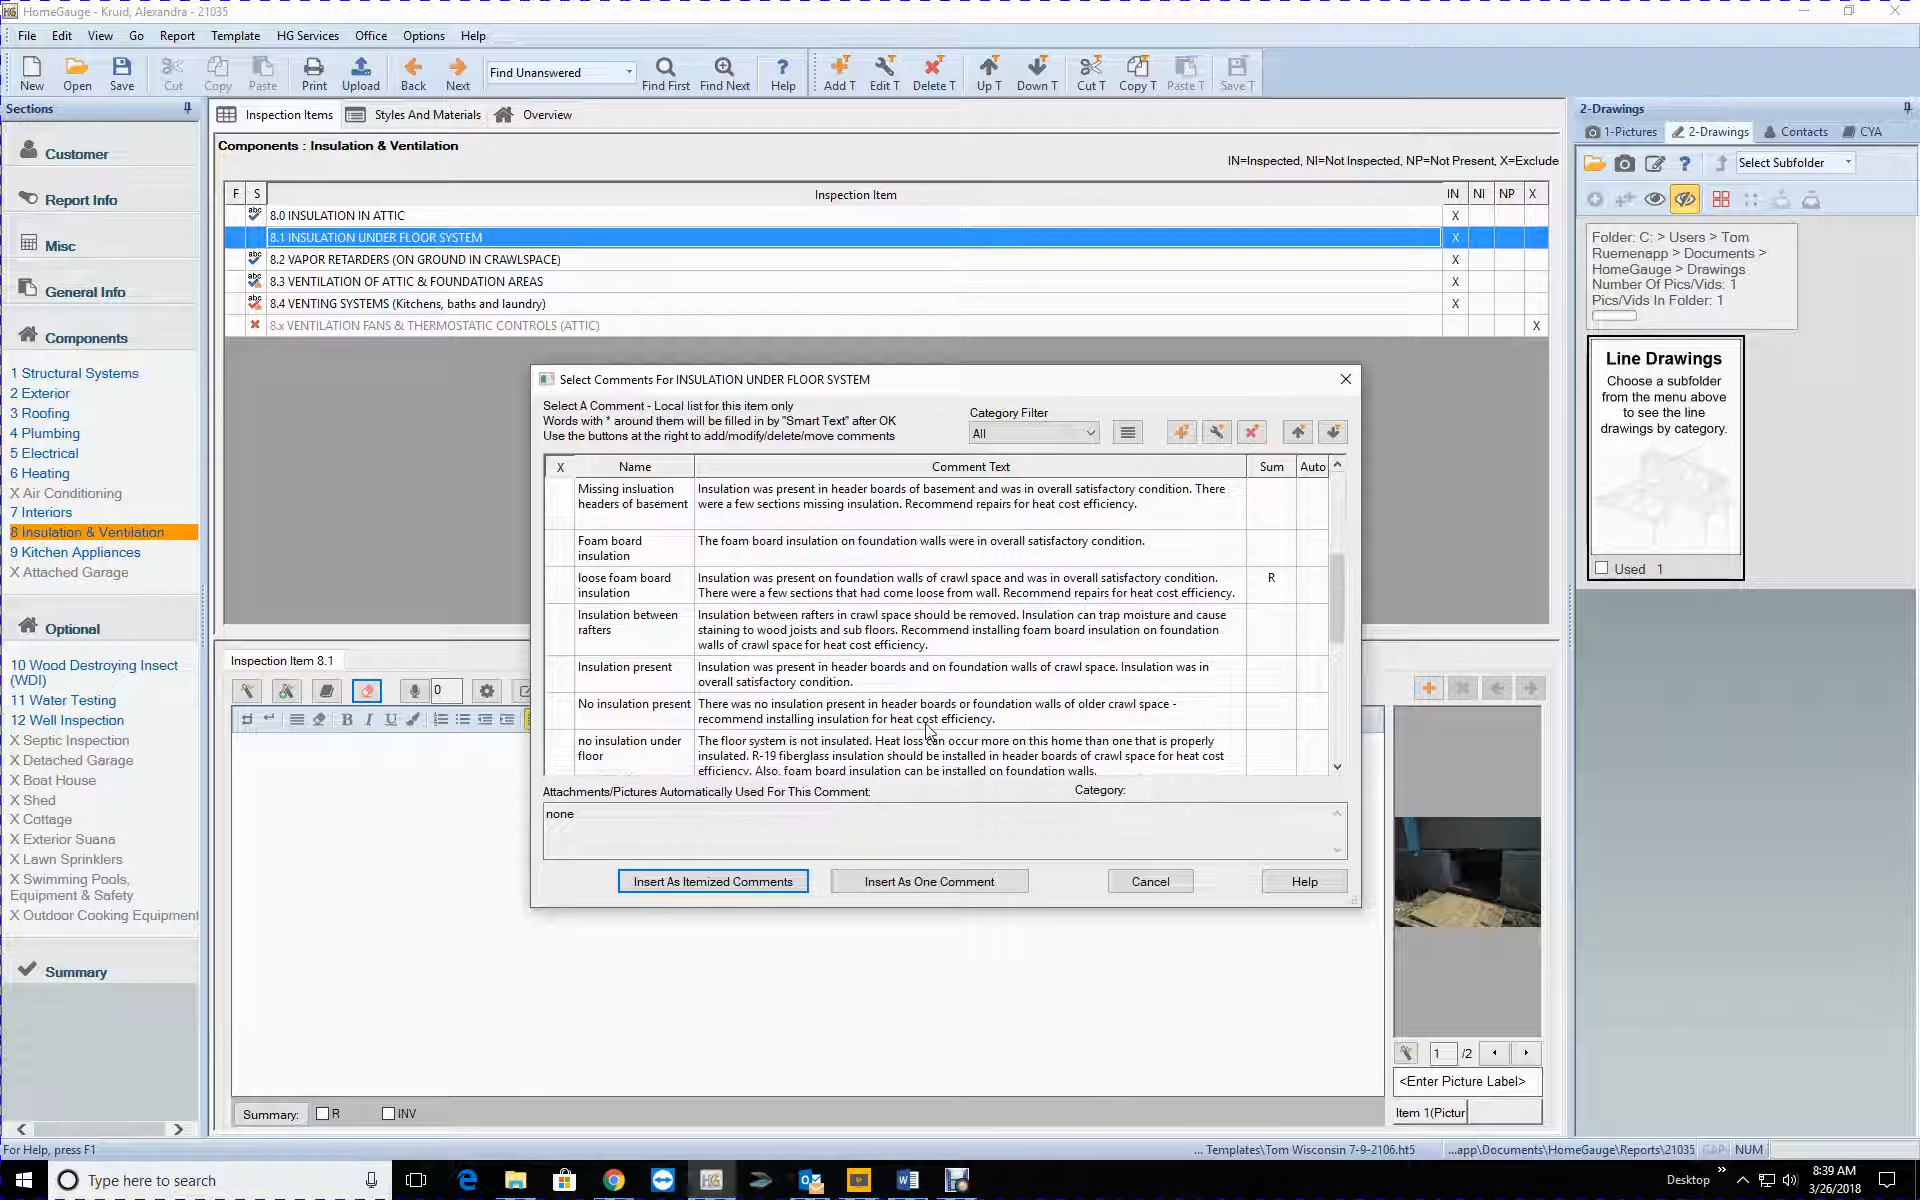 HomeGauge - Kruid, Alexandra - 21035
File Edit View Go Report Template HG Services Office Options Help
New Open Save Cut Copy Paste Print Upload Back Next Find Unanswered Find First Find Next Help Add T Edit T Delete T Up T Down T Cut T Copy T Paste T Save T
Sections
Customer
Report Info
Misc
General Info
Components
1 Structural Systems
2 Exterior
3 Roofing
4 Plumbing
5 Electrical
6 Heating
X Air Conditioning
7 Interiors
8 Insulation & Ventilation
9 Kitchen Appliances
X Attached Garage
Optional
10 Wood Destroying Insect
(WDI)
11 Water Testing
12 Well Inspection
X Septic Inspection
X Detached Garage
X Boat House
X Shed
X Cottage
X Exterior Suana
X Lawn Sprinklers
X Swimming Pools,
Equipment & Safety
X Outdoor Cooking Equipment
Summary
Inspection Items Styles And Materials Overview
Components : Insulation & Ventilation
IN=Inspected, NI=Not Inspected, NP=Not Present, X=Exclude
F S Inspection Item IN NI NP X
8.0 INSULATION IN ATTIC X
8.1 INSULATION UNDER FLOOR SYSTEM X
8.2 VAPOR RETARDERS (ON GROUND IN CRAWLSPACE) X
8.3 VENTILATION OF ATTIC & FOUNDATION AREAS X
8.4 VENTING SYSTEMS (Kitchens, baths and laundry) X
8.x VENTILATION FANS & THERMOSTATIC CONTROLS (ATTIC) X
Select Comments For INSULATION UNDER FLOOR SYSTEM
Select A Comment - Local list for this item only
Words with * around them will be filled in by "Smart Text" after OK
Use the buttons at the right to add/modify/delete/move comments
Category Filter
All
X Name Comment Text Sum Auto
Missing insluation
headers of basement
Insulation was present in header boards of basement and was in overall satisfactory condition. There
were a few sections missing insulation. Recommend repairs for heat cost efficiency.
Foam board
insulation
The foam board insulation on foundation walls were in overall satisfactory condition.
loose foam board
insulation
Insulation was present on foundation walls of crawl space and was in overall satisfactory condition.
There were a few sections that had come loose from wall. Recommend repairs for heat cost efficiency.
R
Insulation between
rafters
Insulation between rafters in crawl space should be removed. Insulation can trap moisture and cause
staining to wood joists and sub floors. Recommend installing foam board insulation on foundation
walls of crawl space for heat cost efficiency.
Insulation present
Insulation was present in header boards and on foundation walls of crawl space. Insulation was in
overall satisfactory condition.
No insulation present
There was no insulation present in header boards or foundation walls of older crawl space -
recommend installing insulation for heat cost efficiency.
no insulation under
floor
The floor system is not insulated. Heat loss can occur more on this home than one that is properly
insulated. R-19 fiberglass insulation should be installed in header boards of crawl space for heat cost
efficiency. Also, foam board insulation can be installed on foundation walls.
Attachments/Pictures Automatically Used For This Comment: Category:
none
Insert As Itemized Comments Insert As One Comment Cancel Help
Inspection Item 8.1
0
B I U
Summary: R INV
1 /2
<Enter Picture Label>
Item 1(Pictur
2-Drawings
1-Pictures 2-Drawings Contacts CYA
Select Subfolder
Folder: C: > Users > Tom
Ruemenapp > Documents >
HomeGauge > Drawings
Number Of Pics/Vids: 1
Pics/Vids In Folder: 1
Line Drawings
Choose a subfolder
from the menu above
to see the line
drawings by category.
Used 1
For Help, press F1
... Templates\Tom Wisconsin 7-9-2106.ht5 ...app\Documents\HomeGauge\Reports\21035 CAP NUM
Type here to search
Desktop
8:39 AM
3/26/2018